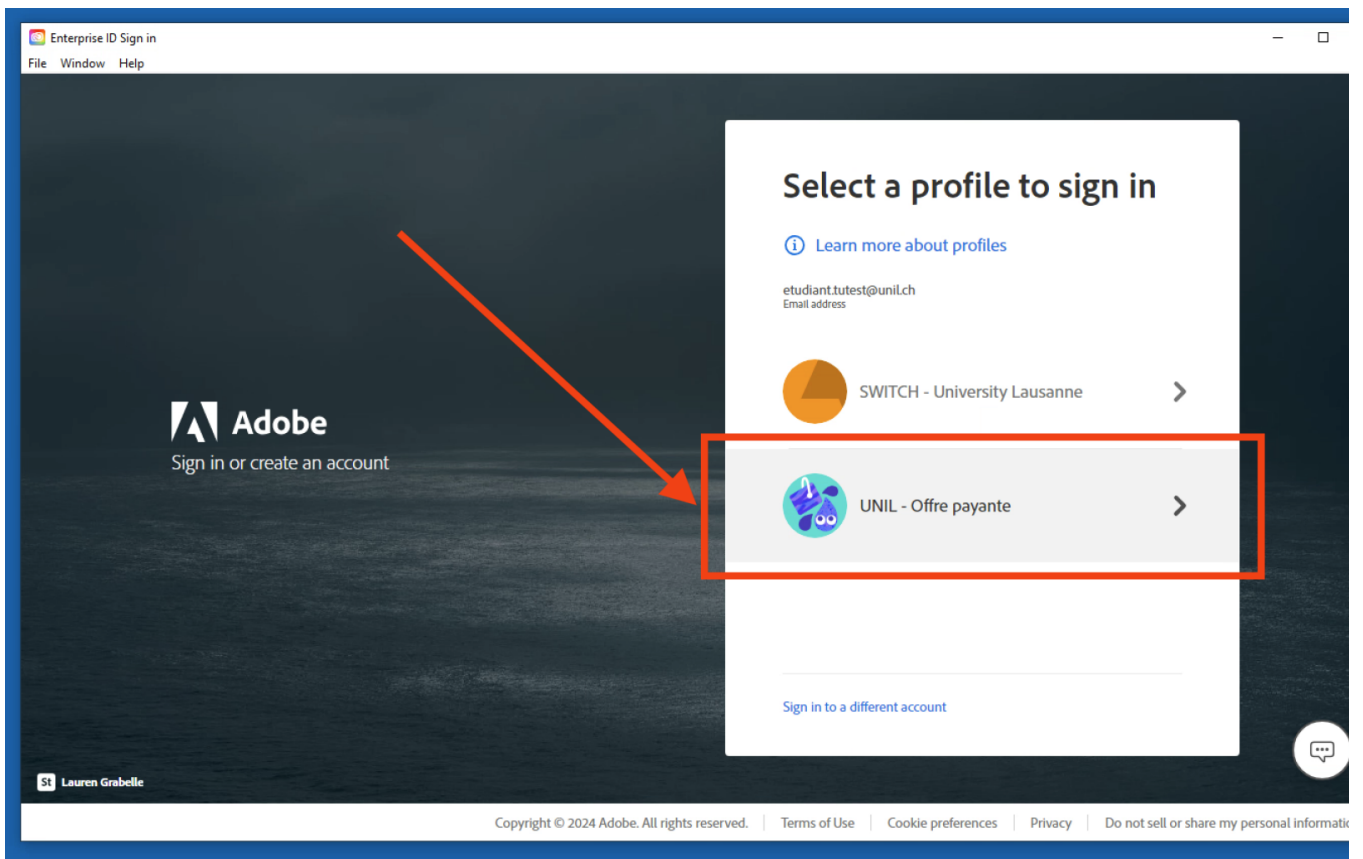 Enterprise ID Sign in
File Window Help
Select a profile to sign in
Learn more about profiles
etudiant.tutest@unil.ch
Email address
SWITCH - University Lausanne
Adobe
Sign in or create an account
UNIL - Offre payante
Sign in to a different account
St Lauren Grabelle
Copyright © 2024 Adobe. All rights reserved. Terms of Use Cookie preferences Privacy Do not sell or share my personal